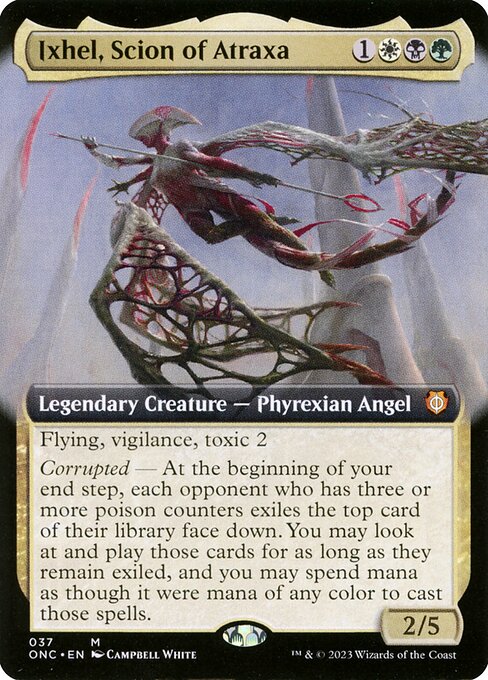 Ixhel, Scion of Atraxa 1
Legendary Creature — Phyrexian Angel
Flying, vigilance, toxic 2
Corrupted — At the beginning of your
end step, each opponent who has three or
more poison counters exiles the top card
of their library face down. You may look
at and play those cards for as long as they
remain exiled, and you may spend mana
as though it were mana of any color to cast
those spells.
2/5
037 M
ONC • EN Campbell White
™ & © 2023 Wizards of the Coast